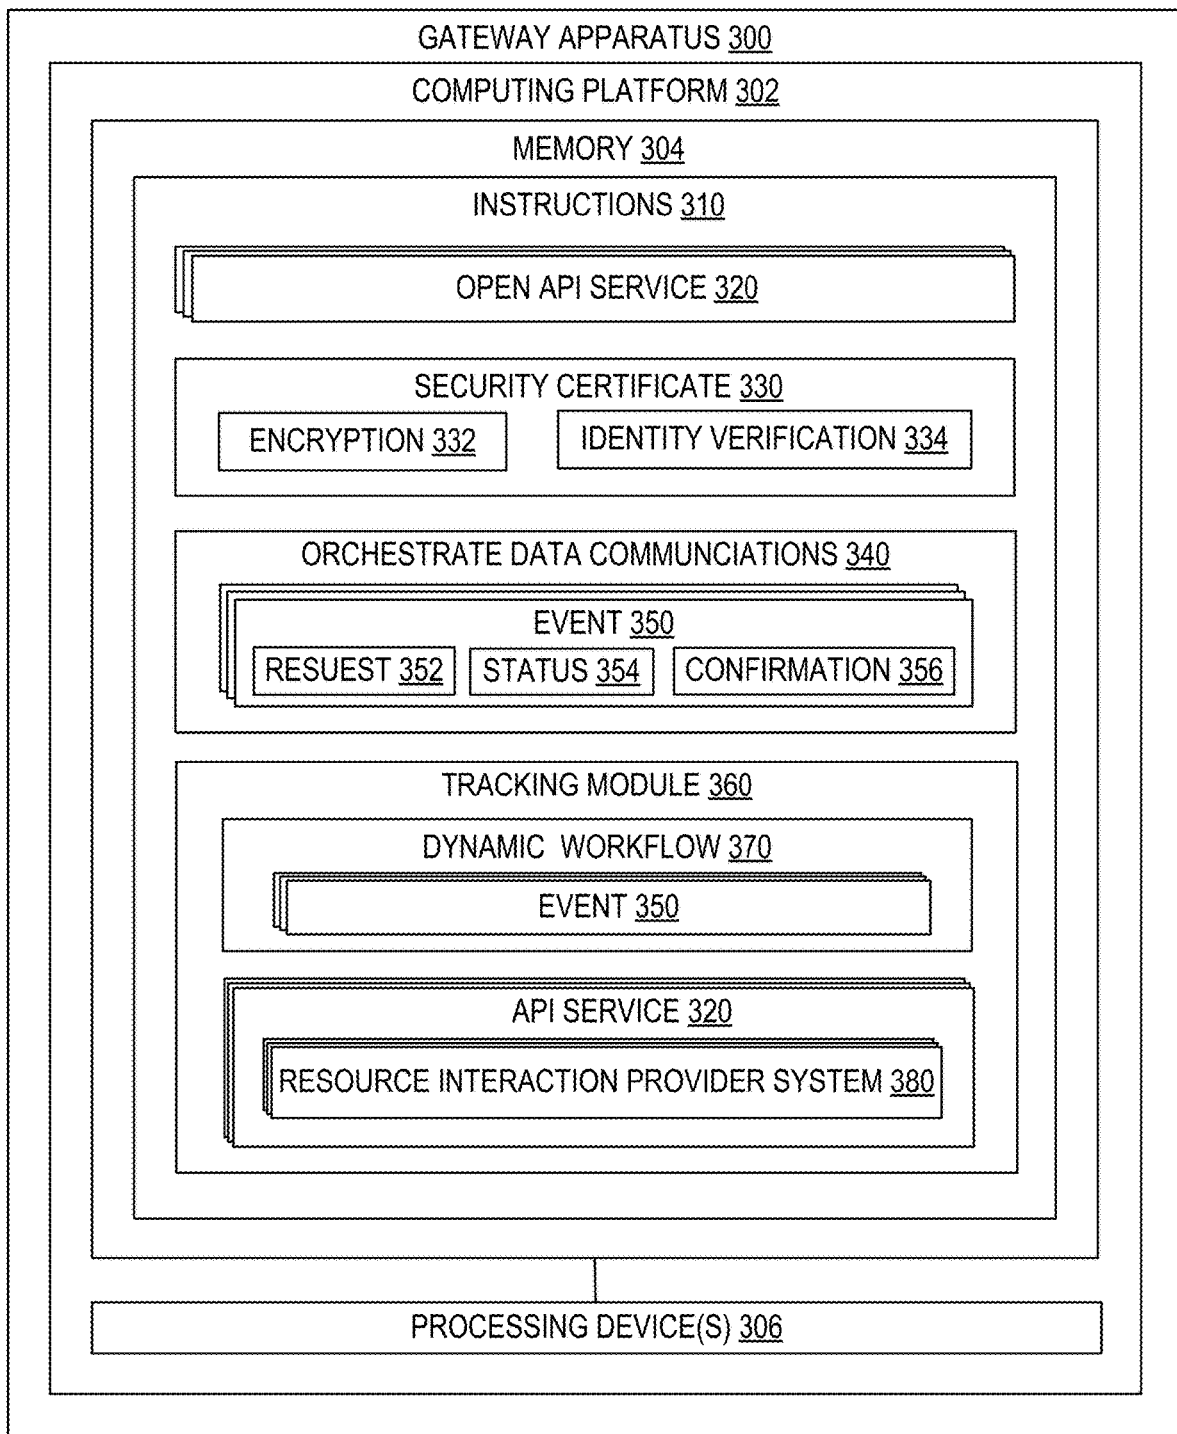 GATEWAY APPARATUS 300
COMPUTING PLATFORM 302
MEMORY 304
INSTRUCTIONS 310
OPEN API SERVICE 320
SECURITY CERTIFICATE 330
ENCRYPTION 332
IDENTITY VERIFICATION 334
ORCHESTRATE DATA COMMUNCIATIONS 340
EVENT 350
RESUEST 352
STATUS 354
CONFIRMATION 356
TRACKING MODULE 360
DYNAMIC WORKFLOW 370
EVENT 350
API SERVICE 320
RESOURCE INTERACTION PROVIDER SYSTEM 380
PROCESSING DEVICE(S) 306